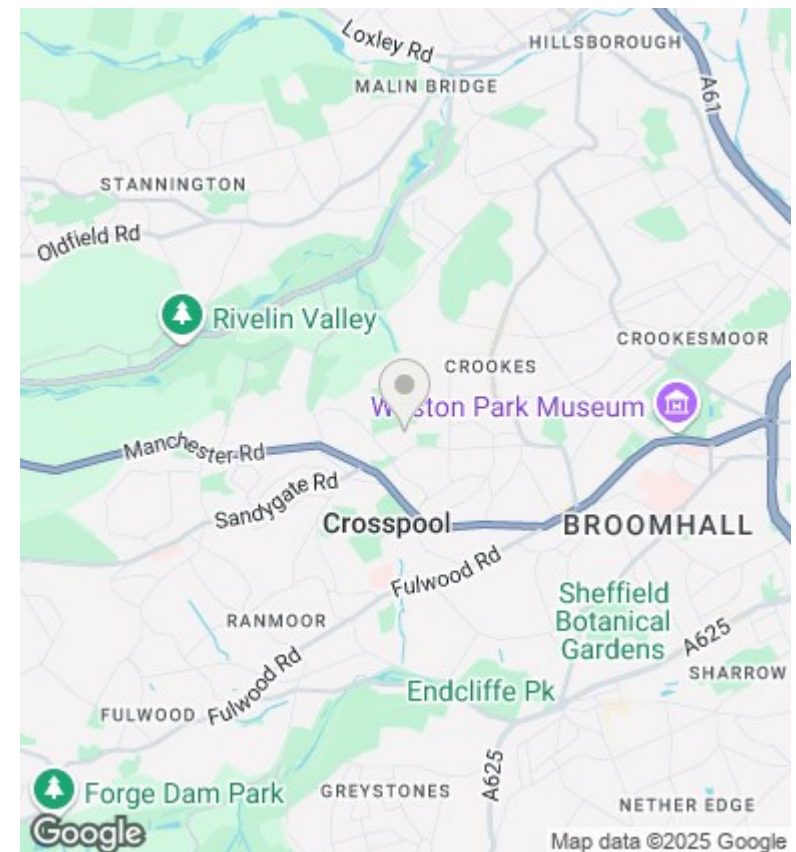 Loxley Rd
HILLSBOROUGH
MALIN BRIDGE
A61
STANNINGTON
Oldfield Rd
Rivelin Valley
CROOKESMOOR
CROOKES
Park Museum
Manchester Rd
Sandygate Rd
Crosspool
BROOMHALL
Fulwood Rd
Sheffield
Botanical
Gardens
RANMOOR
A625
SHARROW
Endcliffe Pk
FULWOOD
Fulwood Rd
A625
Forge Dam Park
GREYSTONES
NETHER EDGE
Google
Map data ©2025 Google